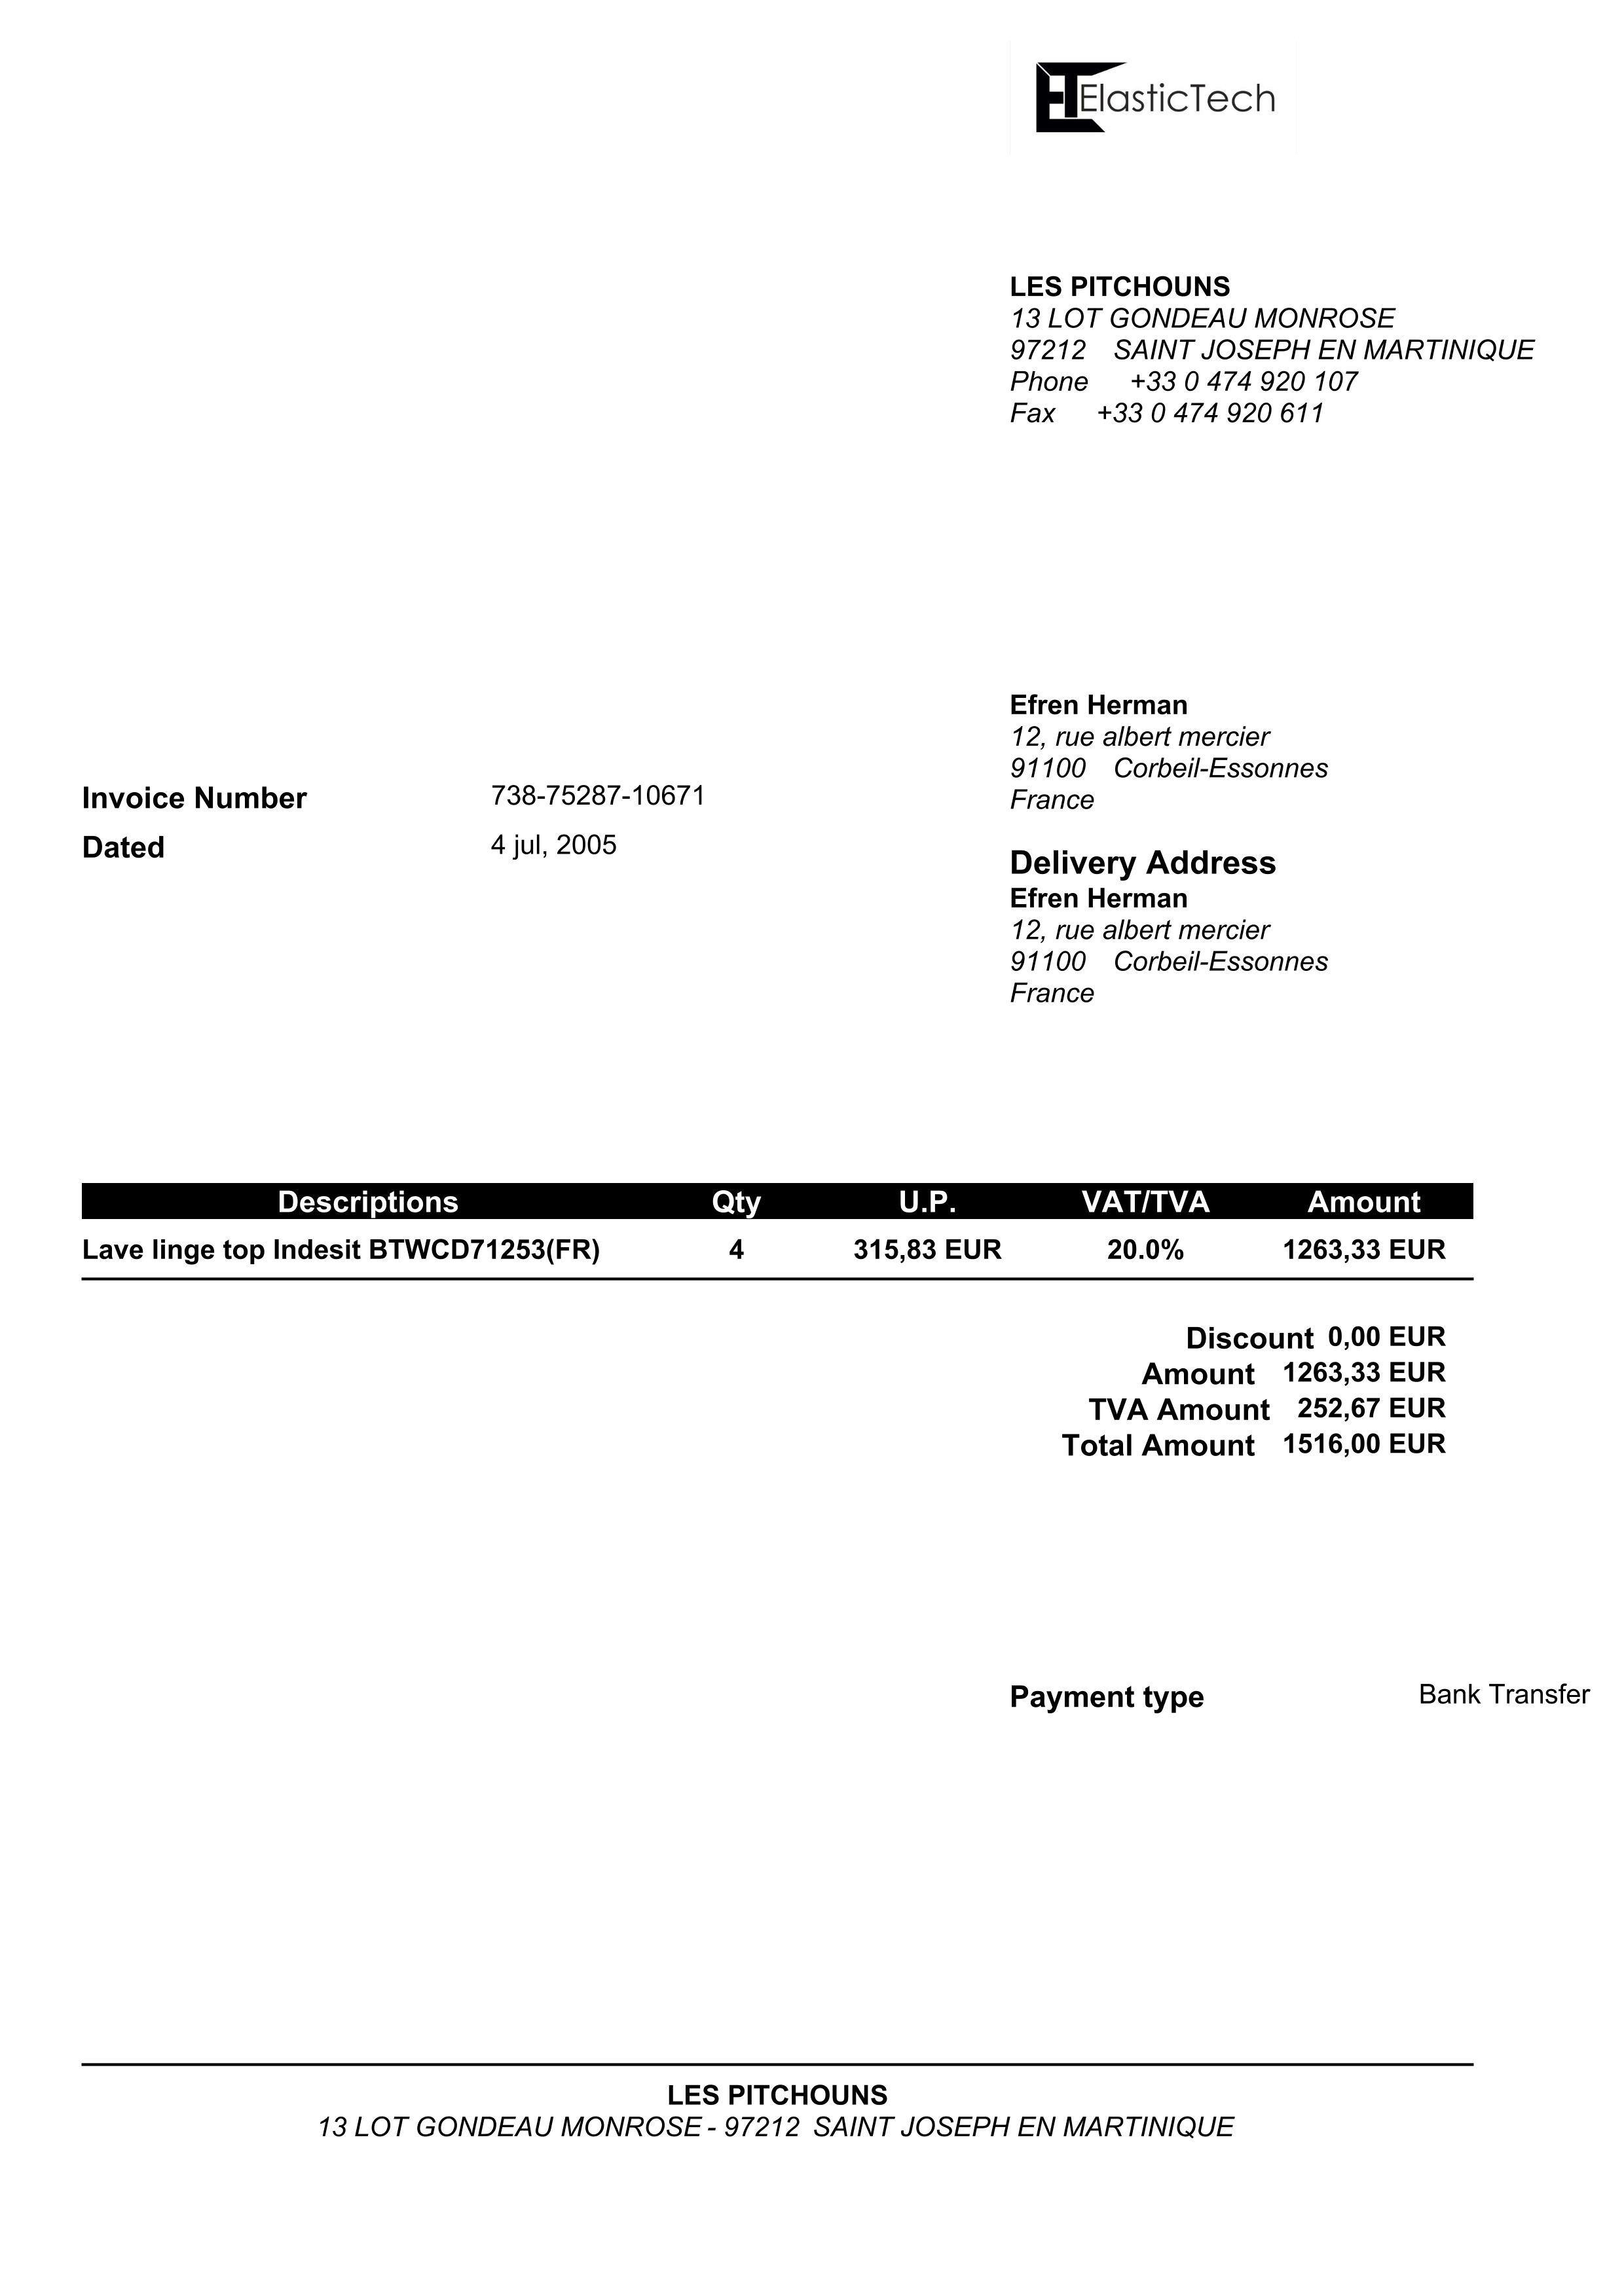 ElasticTech
LES PITCHOUNS
13 LOT GONDEAU MONROSE
97212 SAINT JOSEPH EN MARTINIQUE
Phone +33 0 474 920 107
Fax +33 0 474 920 611
Efren Herman
12, rue albert mercier
91100 Corbeil-Essonnes
France
Invoice Number 738-75287-10671
Dated 4 jul, 2005
Delivery Address
Efren Herman
12, rue albert mercier
91100 Corbeil-Essonnes
France
Descriptions Qty U.P. VAT/TVA Amount
Lave linge top Indesit BTWCD71253(FR) 4 315,83 EUR 20.0% 1263,33 EUR
Discount 0,00 EUR
Amount 1263,33 EUR
TVA Amount 252,67 EUR
Total Amount 1516,00 EUR
Payment type Bank Transfer
LES PITCHOUNS
13 LOT GONDEAU MONROSE - 97212 SAINT JOSEPH EN MARTINIQUE